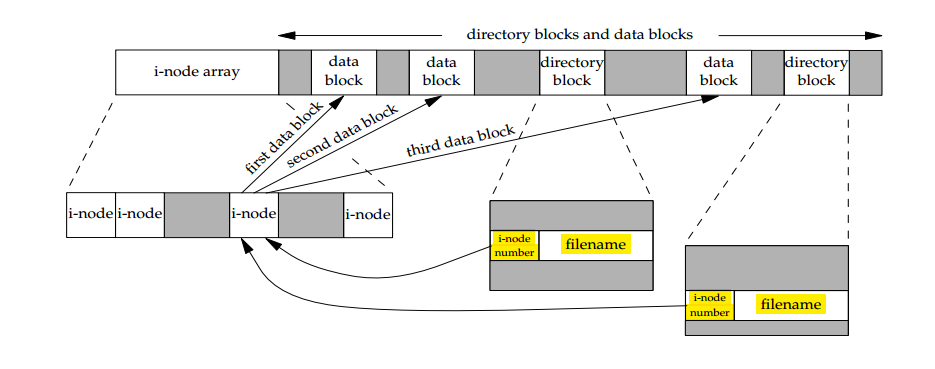 directory blocks and data blocks
i-node array
data
block
data
block
directory
block
data
block
directory
block
first data block
second data block
third data block
i-node
i-node
i-node
i-node
i-node
number
filename
i-node
number
filename